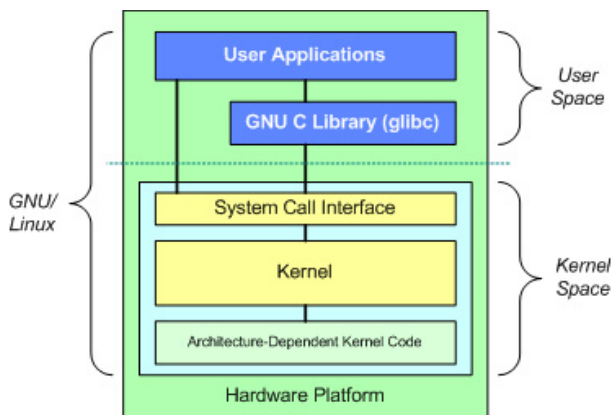 User Applications
GNU C Library (glibc)
User
Space
GNU/
Linux
System Call Interface
Kernel
Architecture-Dependent Kernel Code
Kernel
Space
Hardware Platform